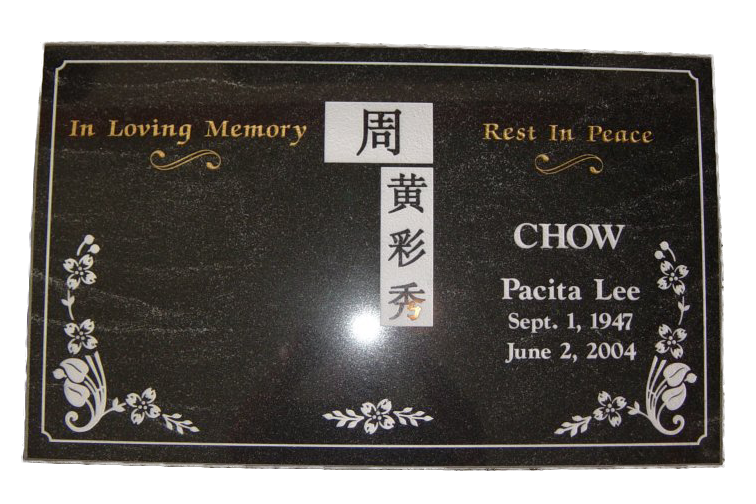 In Loving Memory
周
黄
彩
秀
Rest In Peace
CHOW
Pacita Lee
Sept. 1, 1947
June 2, 2004